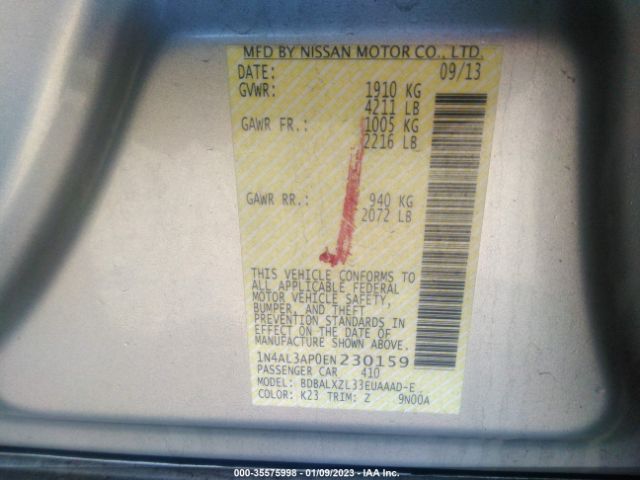 MFD BY NISSAN MOTOR CO., LTD.
DATE: 09/13
GVWR: 1910 KG
4211 LB
GAWR FR.: 1005 KG
2216 LB
GAWR RR.: 940 KG
2072 LB
THIS VEHICLE CONFORMS TO
ALL APPLICABLE FEDERAL
MOTOR VEHICLE SAFETY,
BUMPER, AND THEFT
PREVENTION STANDARDS IN
EFFECT ON THE DATE OF
MANUFACTURE SHOWN ABOVE.
1N4AL3AP0EN230159
PASSENGER CAR 410
MODEL: BDBALXZL33EUAAAD-E
COLOR: K23 TRIM: Z 9N00A
000-35575998 - 01/09/2023 - IAA Inc.